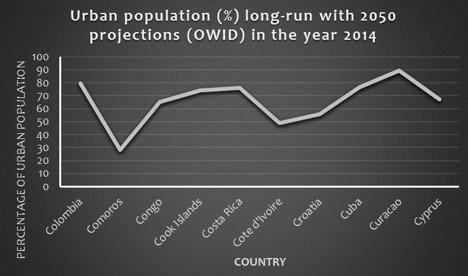 Urban population (%) long-run with 2050
projections (OWID) in the year 2014
PERCENTAGE OF URBAN POPULATION
100
90
80
70
60
50
40
30
20
10
0
Colombia
Comoros
Congo
Cook Islands
Costa Rica
Cote d'Ivoire
Croatia
Cuba
Curacao
Cyprus
COUNTRY